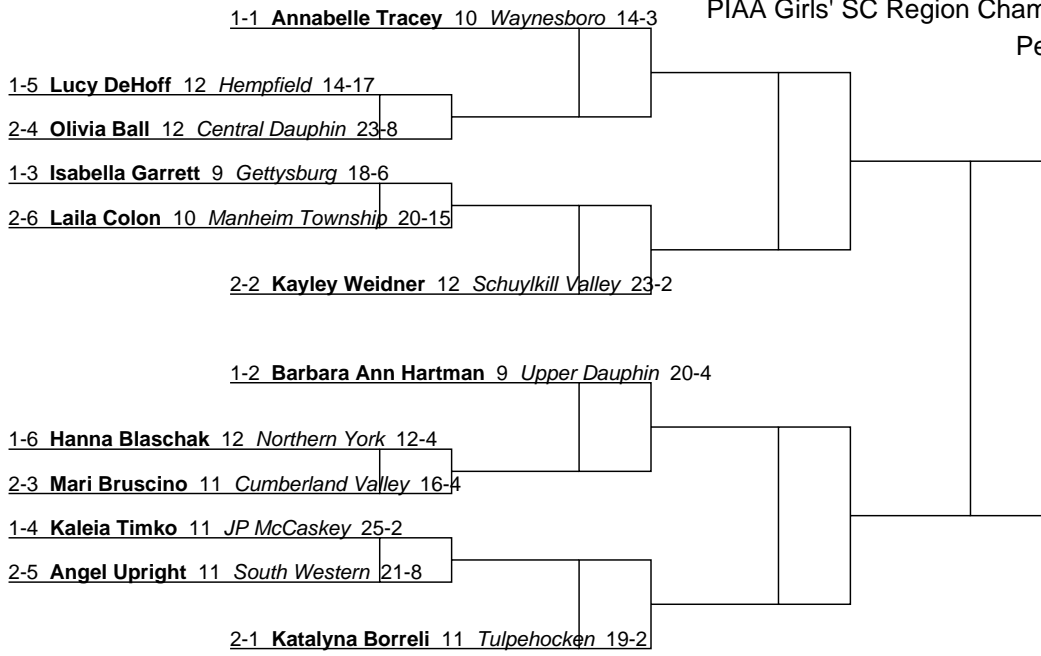 1-1 Annabelle Tracey 10 Waynesboro 14-3
PIAA Girls' SC Region Cham
Pe
1-5 Lucy DeHoff 12 Hempfield 14-17
2-4 Olivia Ball 12 Central Dauphin 23-8
1-3 Isabella Garrett 9 Gettysburg 18-6
2-6 Laila Colon 10 Manheim Township 20-15
2-2 Kayley Weidner 12 Schuylkill Valley 23-2
1-2 Barbara Ann Hartman 9 Upper Dauphin 20-4
1-6 Hanna Blaschak 12 Northern York 12-4
2-3 Mari Bruscino 11 Cumberland Valley 16-4
1-4 Kaleia Timko 11 JP McCaskey 25-2
2-5 Angel Upright 11 South Western 21-8
2-1 Katalyna Borreli 11 Tulpehocken 19-2